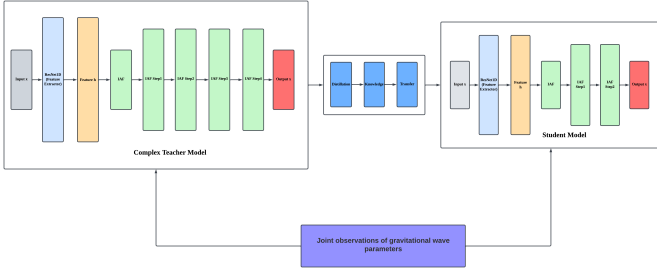 Input x
ResNet1D
(Feature
Extractor)
Feature h
IAF
IAF Step1
IAF Step2
IAF Step3
IAF Step4
Output z
Complex Teacher Model
Distillation
Knowledge
Transfer
Input x
ResNet1D
(Feature
Extractor)
Feature
h
IAF
IAF
Step1
IAF
Step2
Output z
Student Model
Joint observations of gravitational wave
parameters